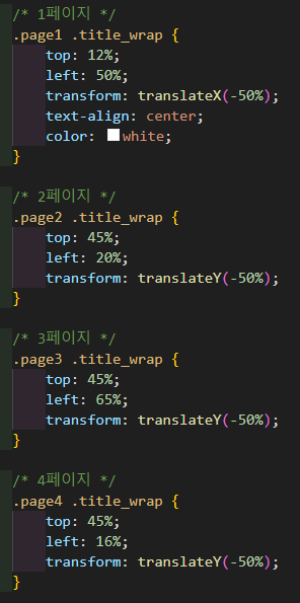 /* 1페이지 */
.page1 .title_wrap {
top: 12%;
left: 50%;
transform: translateX(-50%);
text-align: center;
color: white;
}
/* 2페이지 */
.page2 .title_wrap {
top: 45%;
left: 20%;
transform: translateY(-50%);
}
/* 3페이지 */
.page3 .title_wrap {
top: 45%;
left: 65%;
transform: translateY(-50%);
}
/* 4페이지 */
.page4 .title_wrap {
top: 45%;
left: 16%;
transform: translateY(-50%);
}